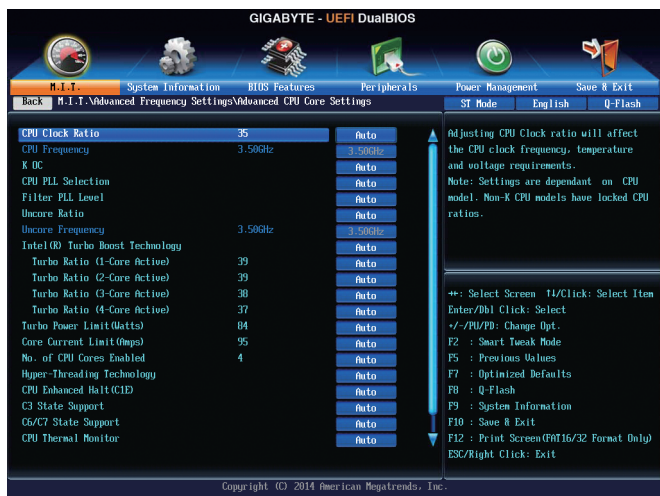 GIGABYTE - UEFI DualBIOS
M.I.T. System Information BIOS Features Peripherals Power Management Save & Exit
Back M.I.T.\Advanced Frequency Settings\Advanced CPU Core Settings ST Mode English Q-Flash
CPU Clock Ratio 35 Auto
CPU Frequency 3.50GHz 3.50GHz
K OC Auto
CPU PLL Selection Auto
Filter PLL Level Auto
Uncore Ratio Auto
Uncore Frequency 3.50GHz 3.50GHz
Intel(R) Turbo Boost Technology Auto
Turbo Ratio (1-Core Active) 39 Auto
Turbo Ratio (2-Core Active) 39 Auto
Turbo Ratio (3-Core Active) 38 Auto
Turbo Ratio (4-Core Active) 37 Auto
Turbo Power Limit(Watts) 84 Auto
Core Current Limit(Amps) 95 Auto
No. of CPU Cores Enabled 4 Auto
Hyper-Threading Technology Auto
CPU Enhanced Halt(C1E) Auto
C3 State Support Auto
C6/C7 State Support Auto
CPU Thermal Monitor Auto
Adjusting CPU Clock ratio will affect
the CPU clock frequency, temperature
and voltage requirements.
Note: Settings are dependant on CPU
model. Non-K CPU models have locked CPU
ratios.
→←: Select Screen ↑↓/Click: Select Item
Enter/Dbl Click: Select
+/-/PU/PD: Change Opt.
F2 : Smart Tweak Mode
F5 : Previous Values
F7 : Optimized Defaults
F8 : Q-Flash
F9 : System Information
F10 : Save & Exit
F12 : Print Screen(FAT16/32 Format Only)
ESC/Right Click: Exit
Copyright (C) 2014 American Megatrends, Inc.